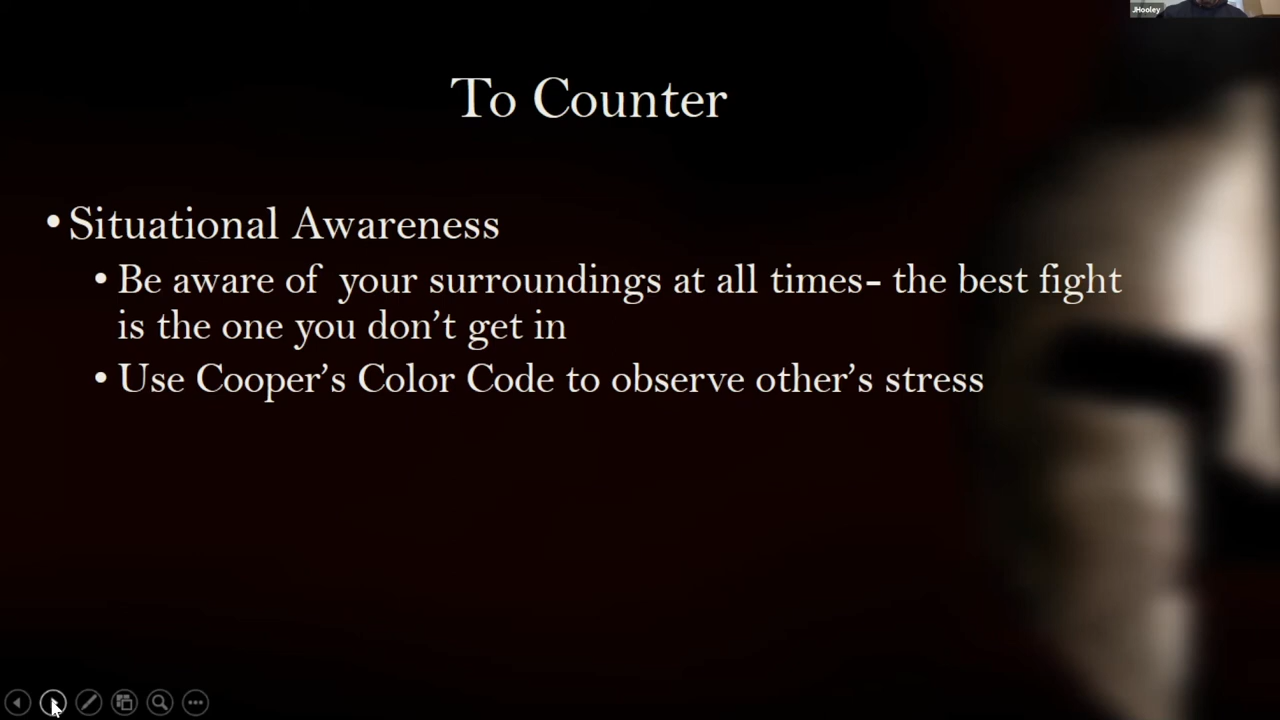 JHooley
To Counter
• Situational Awareness
• Be aware of your surroundings at all times- the best fight
is the one you don't get in
• Use Cooper's Color Code to observe other's stress